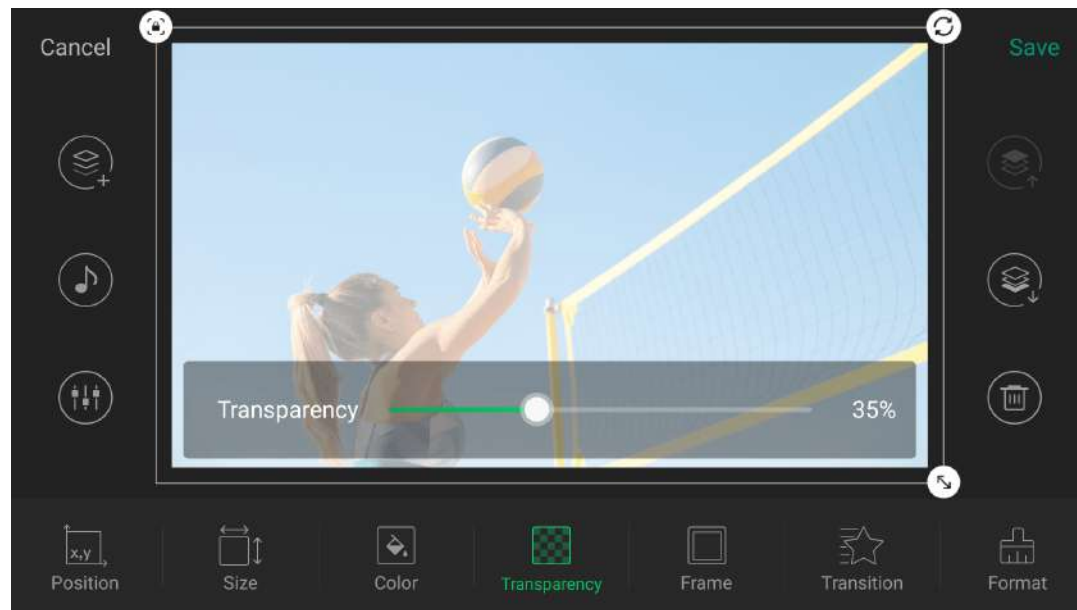 Cancel
Save
Transparency 35%
x,y
Position
Size
Color
Transparency
Frame
Transition
Format